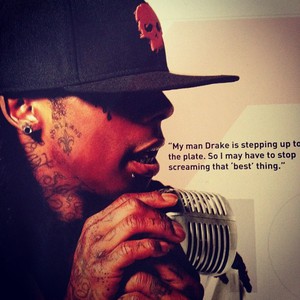 "My man Drake is stepping up to
the plate. So I may have to stop
screaming that 'best' thing."